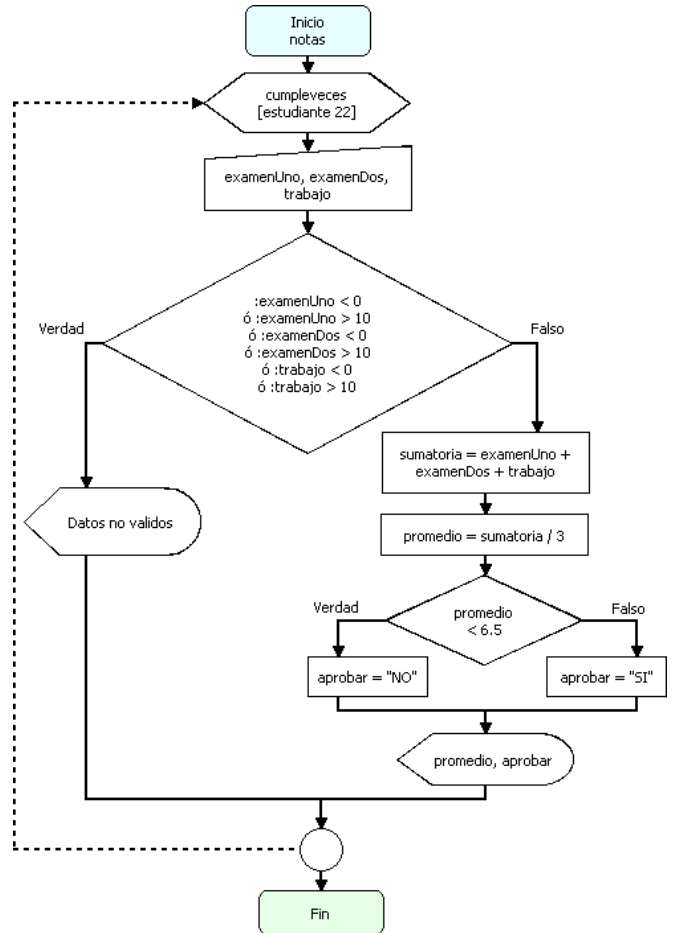 Inicio
notas
cumpleveces
[estudiante 22]
examenUno, examenDos,
trabajo
:examenUno < 0
ó :examenUno > 10
ó :examenDos < 0
ó :examenDos > 10
ó :trabajo < 0
ó :trabajo > 10
Verdad
Falso
sumatoria = examenUno +
examenDos + trabajo
Datos no validos
promedio = sumatoria / 3
Verdad
promedio
< 6.5
Falso
aprobar = "NO"
aprobar = "SI"
promedio, aprobar
Fin